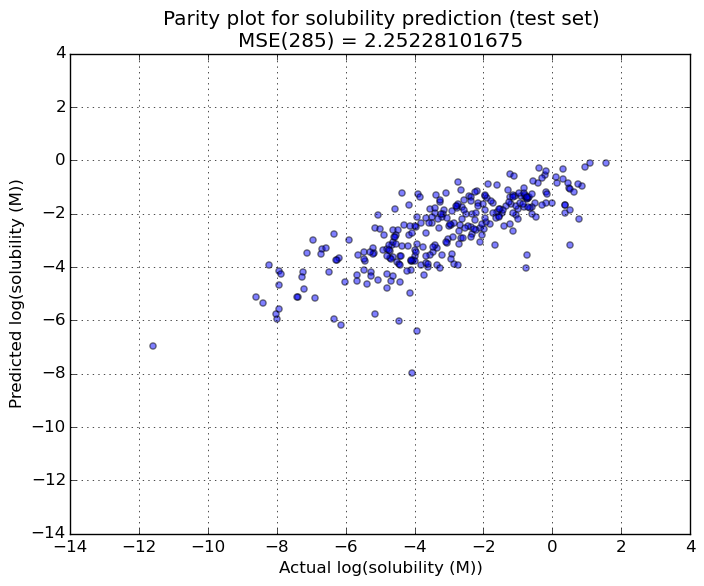 Parity plot for solubility prediction (test set)
MSE(285) = 2.25228101675
4
2
0
−2
−4
−6
−8
−10
−12
−14
Predicted log(solubility (M))
−14 −12 −10 −8 −6 −4 −2 0 2 4
Actual log(solubility (M))